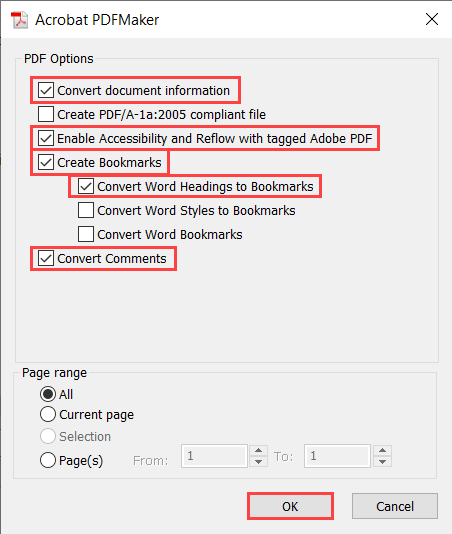 Acrobat PDFMaker
PDF Options
Convert document information
Create PDF/A-1a:2005 compliant file
Enable Accessibility and Reflow with tagged Adobe PDF
Create Bookmarks
Convert Word Headings to Bookmarks
Convert Word Styles to Bookmarks
Convert Word Bookmarks
Convert Comments
Page range
All
Current page
Selection
Page(s) From: 1 To: 1
OK Cancel